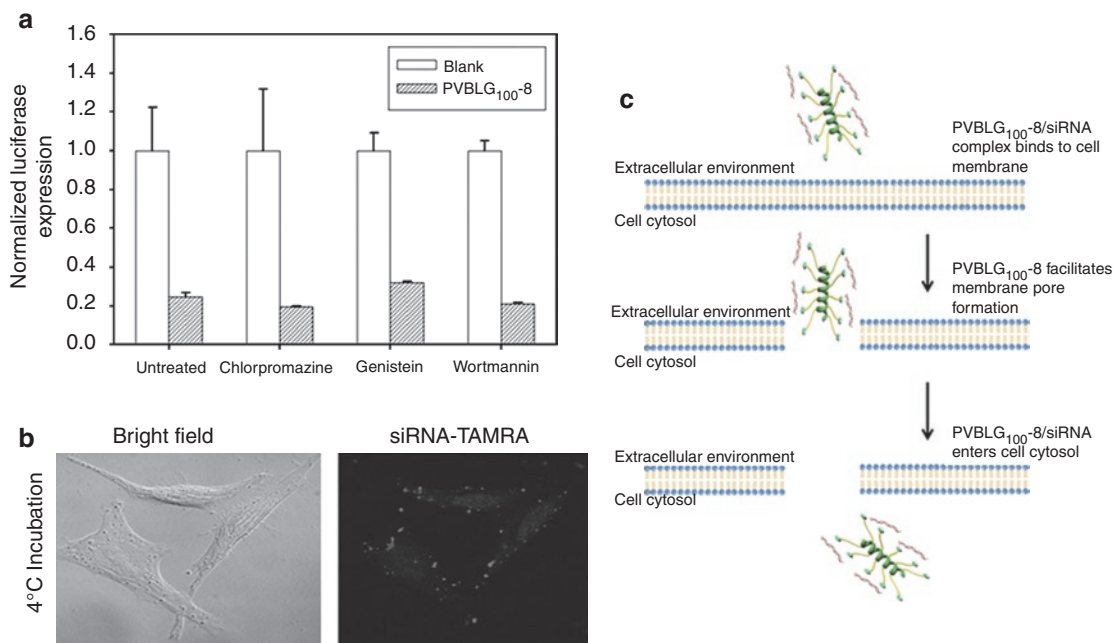 a
1.6
1.4
1.2
1.0
0.8
0.6
0.4
0.2
0.0
Normalized luciferase
expression
Blank
PVBLG100-8
Untreated
Chlorpromazine
Genistein
Wortmannin
b
Bright field
siRNA-TAMRA
4°C Incubation
c
PVBLG100-8/siRNA
complex binds to cell
membrane
Extracellular environment
Cell cytosol
PVBLG100-8 facilitates
membrane pore
formation
Extracellular environment
Cell cytosol
PVBLG100-8/siRNA
enters cell cytosol
Extracellular environment
Cell cytosol